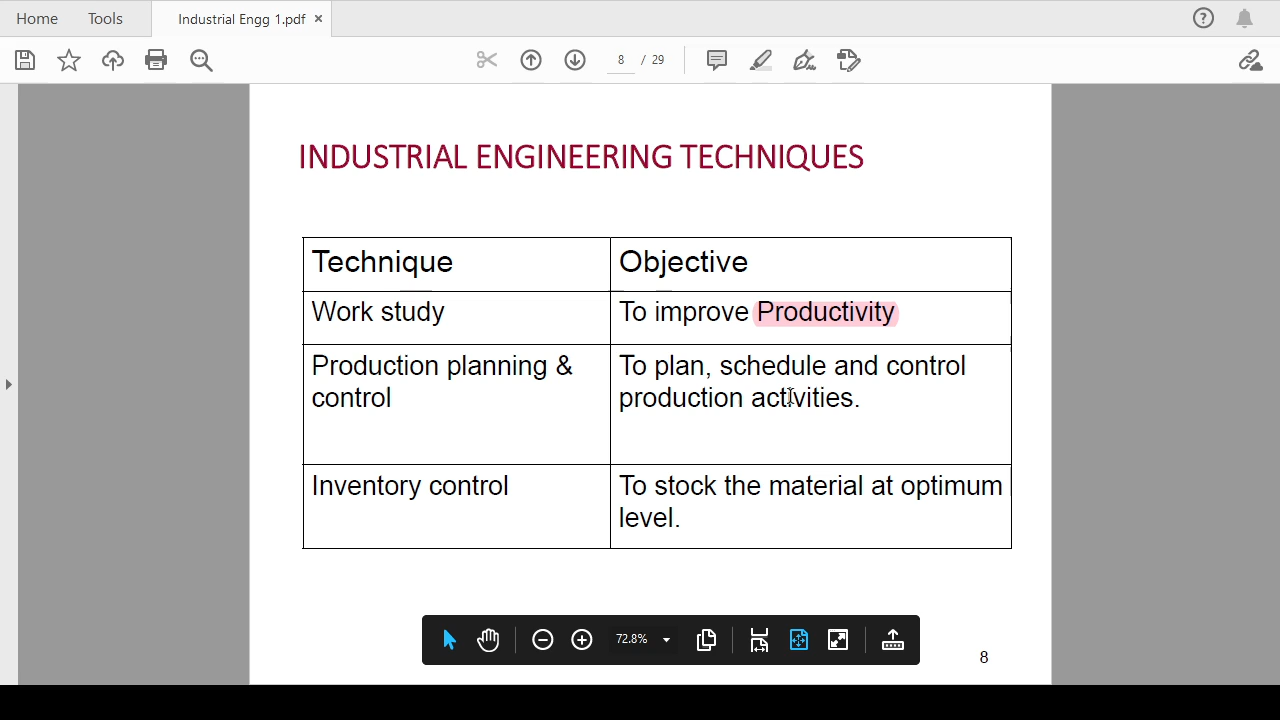 Home Tools Industrial Engg 1.pdf ×
8 / 29
INDUSTRIAL ENGINEERING TECHNIQUES
Technique Objective
Work study To improve Productivity
Production planning & To plan, schedule and control
control production activities.
Inventory control To stock the material at optimum
level.
72.8%
8